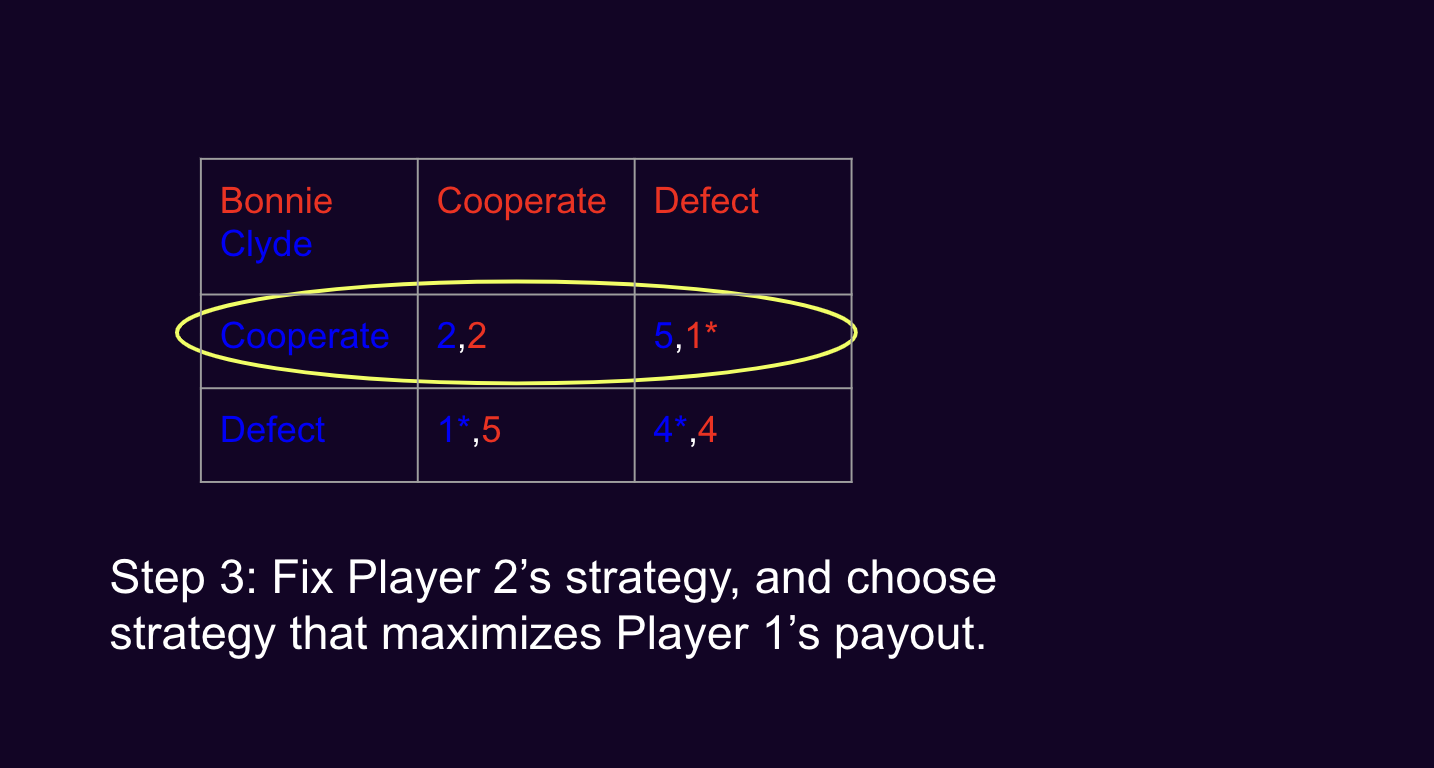 Bonnie Cooperate Defect
Clyde
Cooperate 2,2 5,1*
Defect 1*,5 4*,4
Step 3: Fix Player 2’s strategy, and choose
strategy that maximizes Player 1’s payout.